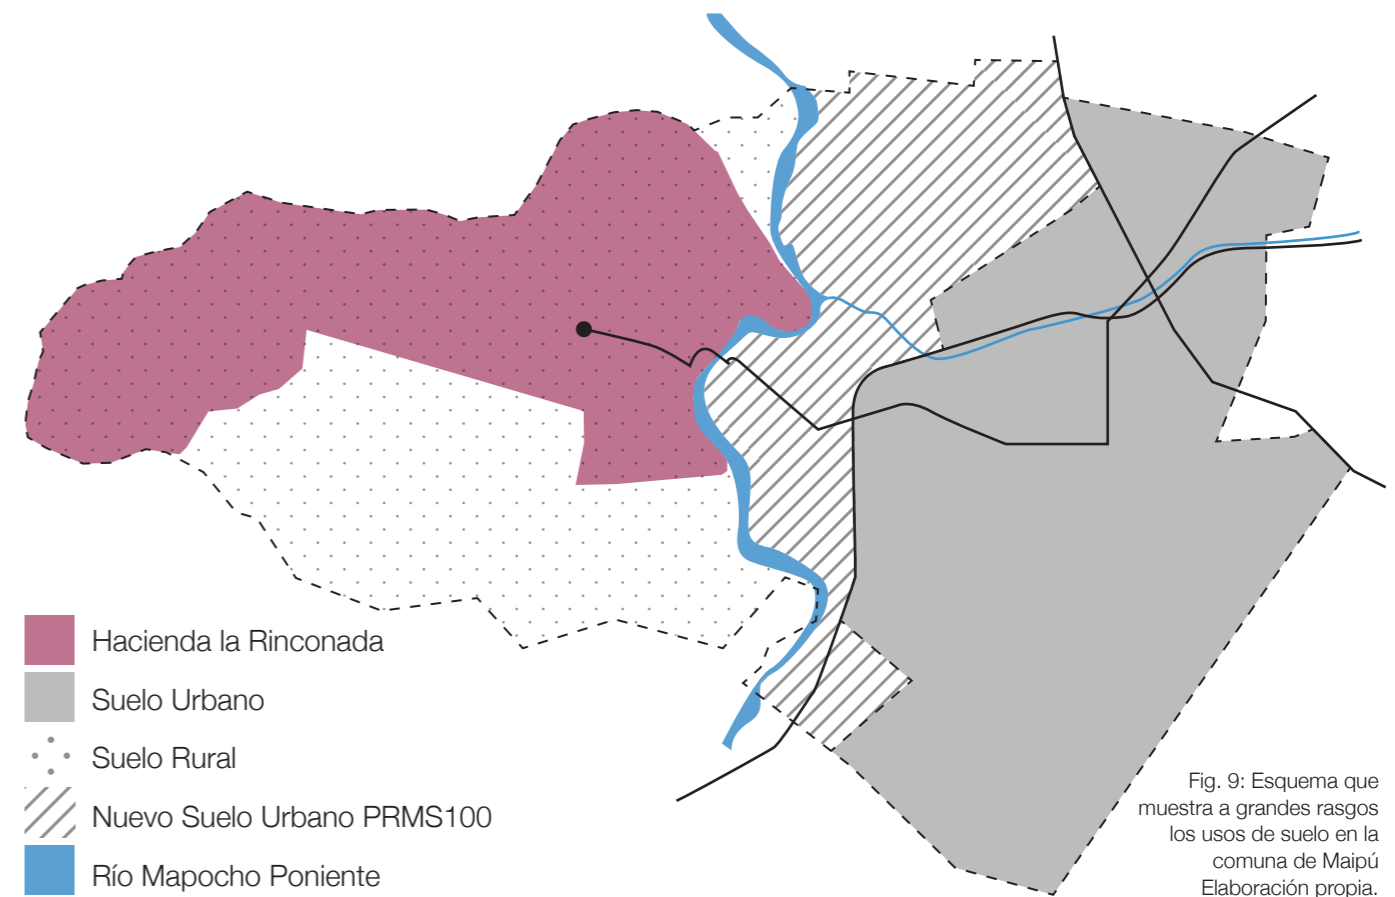 Hacienda la Rinconada
Suelo Urbano
Suelo Rural
Nuevo Suelo Urbano PRMS100
Río Mapocho Poniente
Fig. 9: Esquema que
muestra a grandes rasgos
los usos de suelo en la
comuna de Maipú
Elaboración propia.